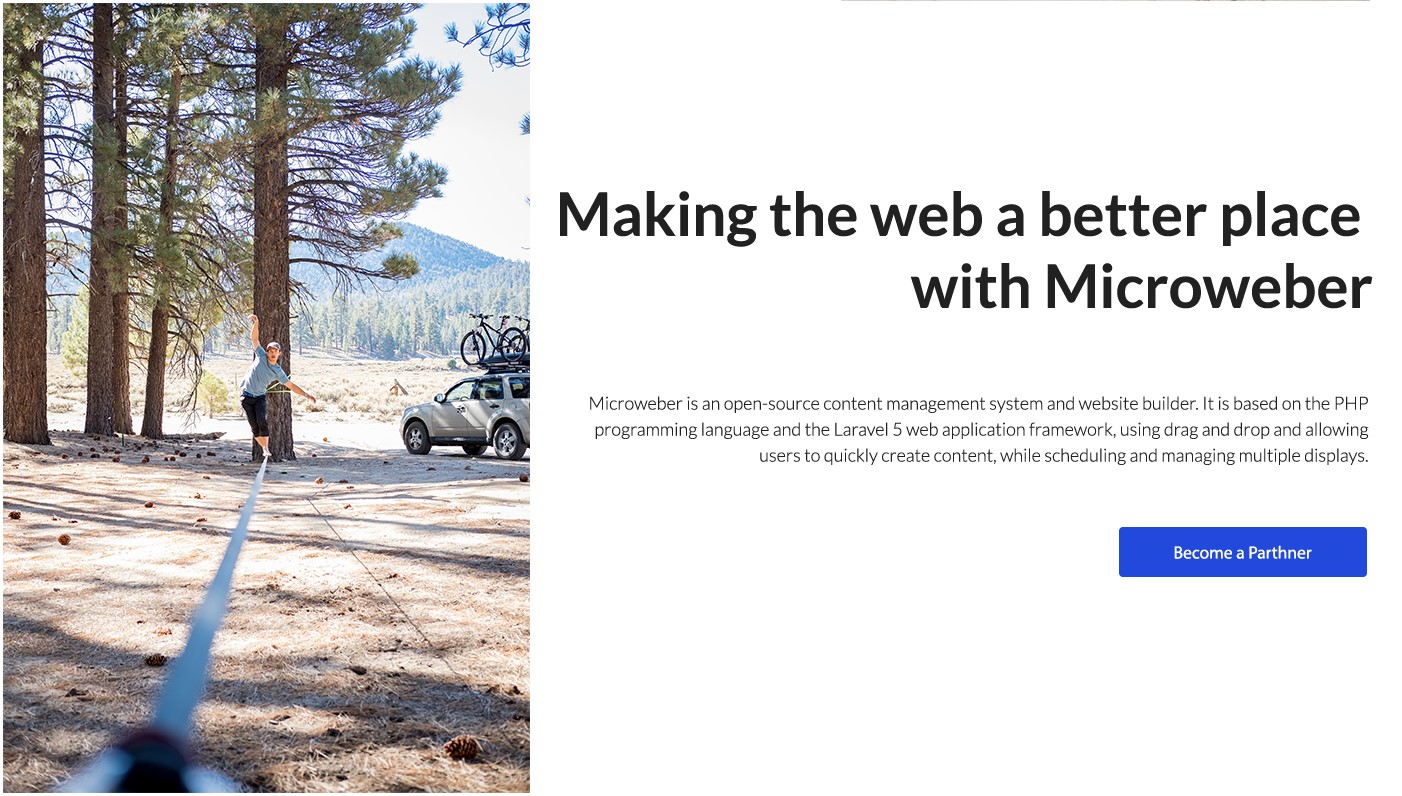 Making the web a better place
with Microweber
Microweber is an open-source content management system and website builder. It is based on the PHP
programming language and the Laravel 5 web application framework, using drag and drop and allowing
users to quickly create content, while scheduling and managing multiple displays.
Become a Parthner